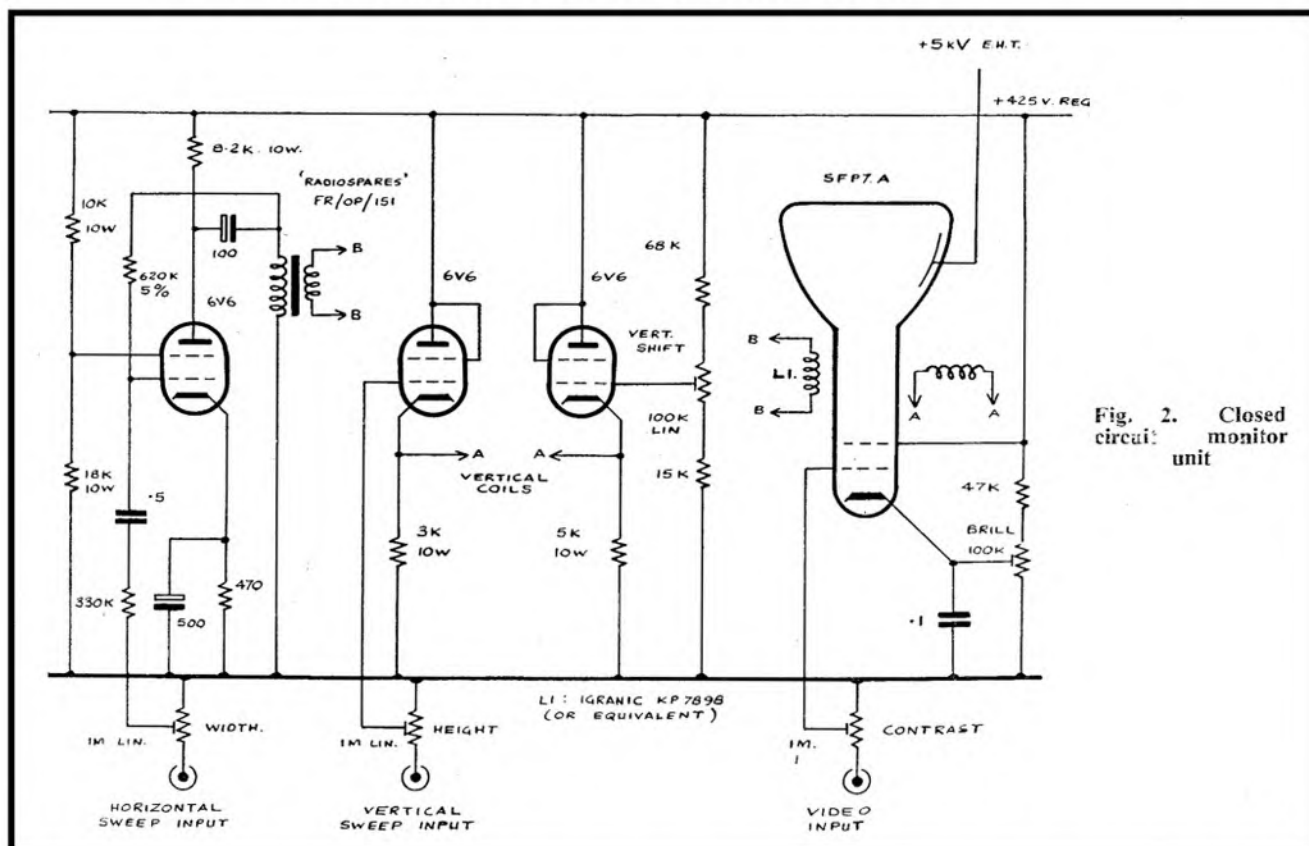 +5kV E.H.T.
+425 V. REG
8·2K. 10W.
'RADIOSPARES'
FR/OP/151
5FP7.A
10K
10W
B
100
B
68 K
620K
5%
6V6
6V6
6V6
VERT.
SHIFT
B
L1.
B
A A
100K
LIN
Fig. 2. Closed
circuit monitor
unit
A A
VERTICAL
COILS
15K
18K
10W
·5
47K
BRILL
100K
3K
10W
5K
10W
330K
500
470
·1
L1 : IGRANIC KP 7898
(OR EQUIVALENT)
1M LIN.
WIDTH.
1M LIN.
HEIGHT
1M.
CONTRAST
HORIZONTAL
SWEEP INPUT
VERTICAL
SWEEP INPUT
VIDEO
INPUT